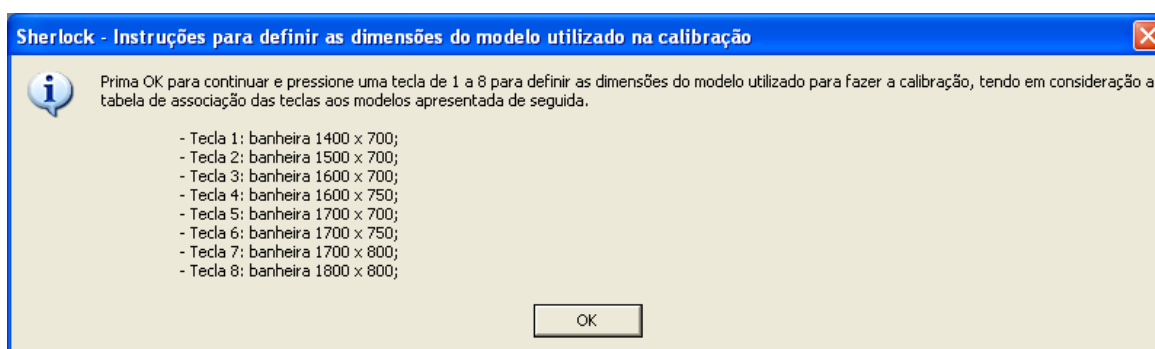 Sherlock - Instruções para definir as dimensões do modelo utilizado na calibração
Prima OK para continuar e pressione uma tecla de 1 a 8 para definir as dimensões do modelo utilizado para fazer a calibração, tendo em consideração a
tabela de associação das teclas aos modelos apresentada de seguida.
- Tecla 1: banheira 1400 x 700;
- Tecla 2: banheira 1500 x 700;
- Tecla 3: banheira 1600 x 700;
- Tecla 4: banheira 1600 x 750;
- Tecla 5: banheira 1700 x 700;
- Tecla 6: banheira 1700 x 750;
- Tecla 7: banheira 1700 x 800;
- Tecla 8: banheira 1800 x 800;
OK